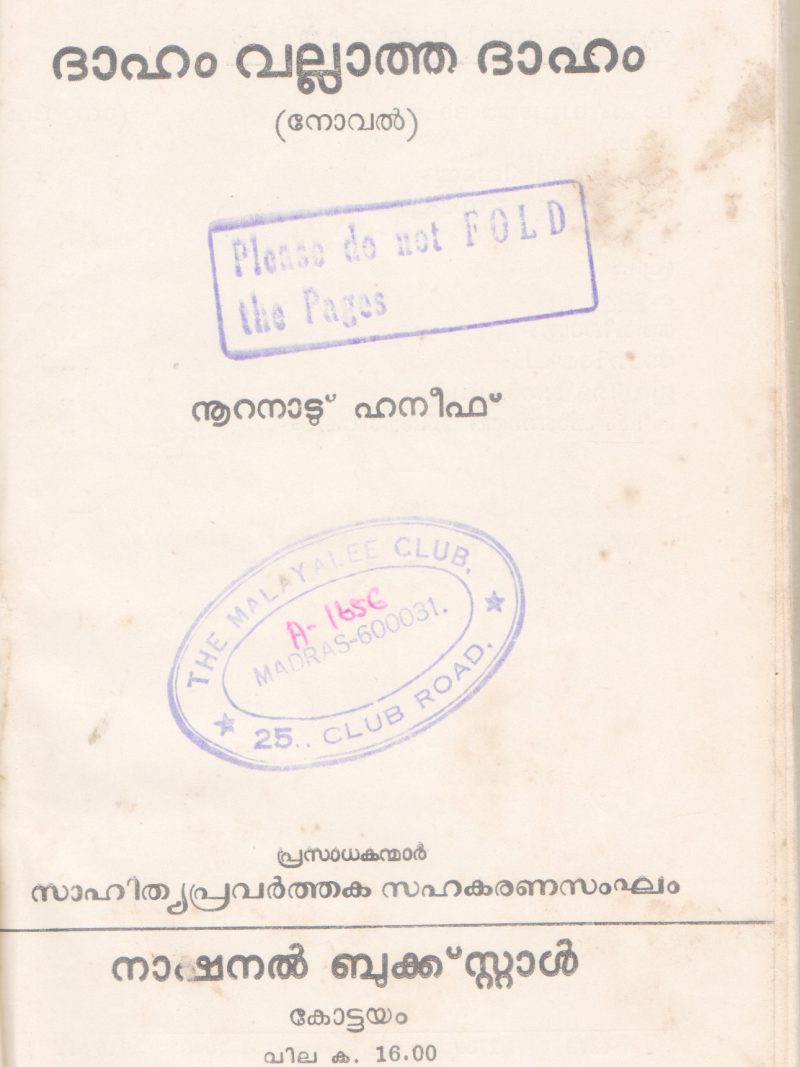 ദാഹം വല്ലാത്ത ദാഹം
(നോവൽ)
Please do not FOLD
the Pages
നൂറനാട്ടു് ഹനീഫ്
THE MALAYALEE CLUB.
A-1656
MADRAS-600031.
25., CLUB ROAD.
പ്രസാധകന്മാർ
സാഹിത്യപ്രവർത്തക സഹകരണസംഘം
നാഷനൽ ബുക്ക് സ്റ്റാൾ
കോട്ടയം
വില ക. 16.00